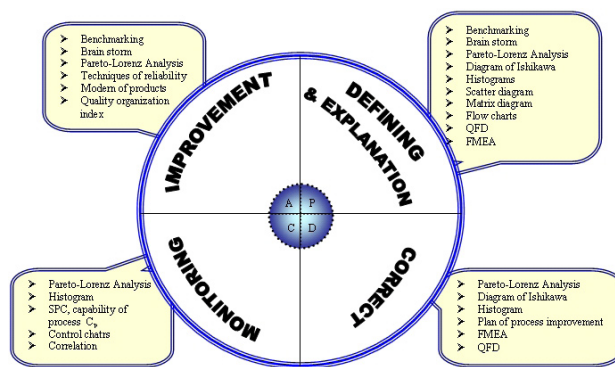 Benchmarking
Brain storm
Pareto-Lorenz Analysis
Techniques of reliability
Modern of products
Quality organization
index
Benchmarking
Brain storm
Pareto-Lorenz Analysis
Diagram of Ishikawa
Histograms
Scatter diagram
Matrix diagram
Flow charts
QFD
FMEA
IMPROVEMENT
DEFINING
& EXPLANATION
A P
C D
MONITORING
CORRECT
Pareto-Lorenz Analysis
Histogram
SPC, capability of
process Cp
Control chatrs
Correlation
Pareto-Lorenz Analysis
Diagram of Ishikawa
Histogram
Plan of process improvement
FMEA
QFD